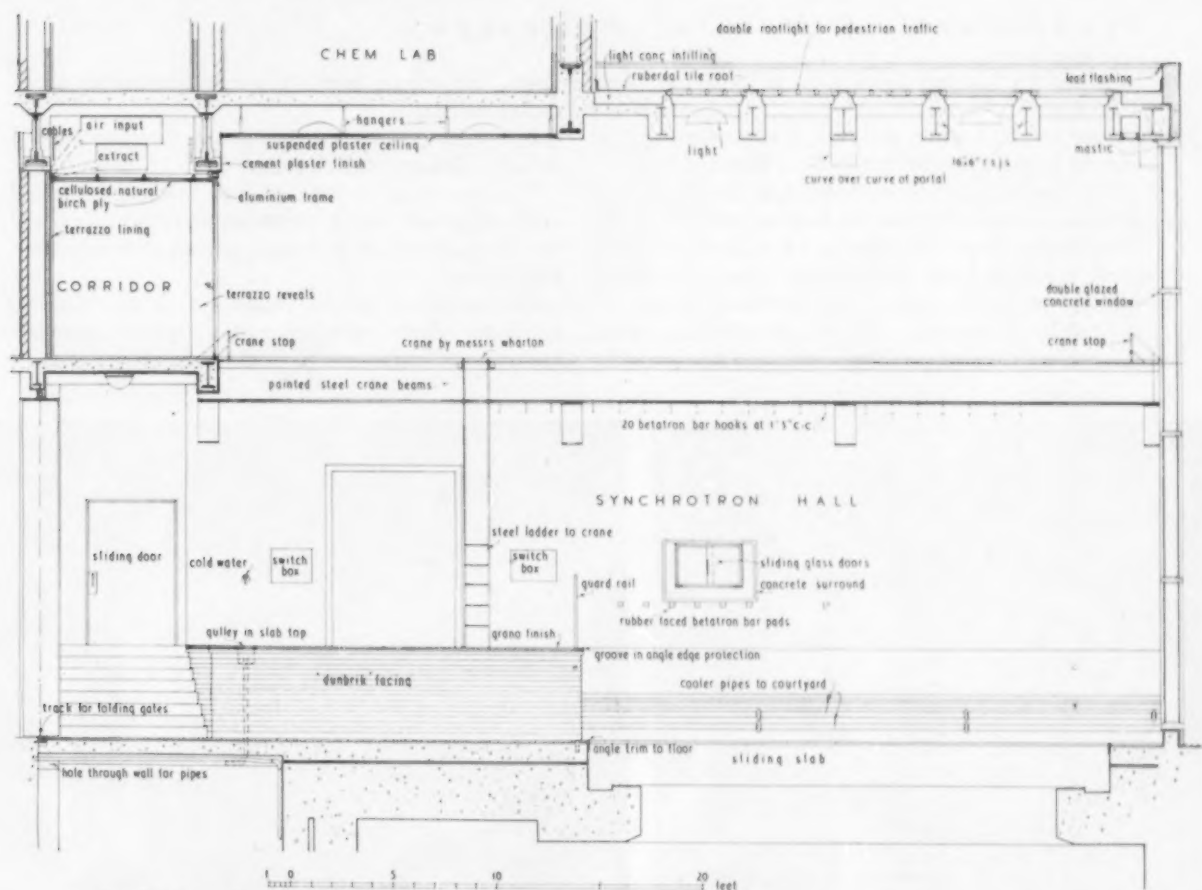 double rooflight for pedestrian traffic
CHEM LAB
light conc infilling
ruberdal tile roof
lead flashing
hangers
cables
air input
suspended plaster ceiling
extract
light
mastic
cement plaster finish
curve over curve of portal
cellulosed natural
birch ply
aluminium frame
terrazzo lining
CORRIDOR
terrazzo reveals
double glazed
concrete window
crane stop
crane by messrs wharton
crane stop
painted steel crane beams
20 betatron bar hooks at 1'3" c.c.
SYNCHROTRON HALL
steel ladder to crane
sliding door
cold water
switch
box
switch
box
sliding glass doors
guard rail
concrete surround
rubber faced betatron bar pads
gulley in slab top
grano finish
groove in angle edge protection
'dunbrik' facing
cooler pipes to courtyard
track for folding gates
angle trim to floor
sliding slab
hole through wall for pipes
1 0 5 10 20
feet